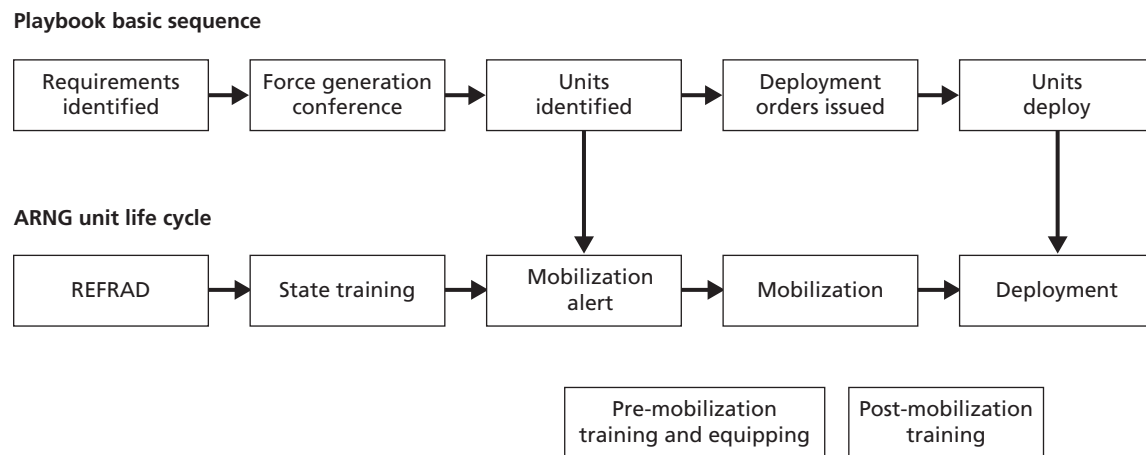 Playbook basic sequence
Requirements
identified
Force generation
conference
Units
identified
Deployment
orders issued
Units
deploy
ARNG unit life cycle
REFRAD
State training
Mobilization
alert
Mobilization
Deployment
Pre-mobilization
training and equipping
Post-mobilization
training